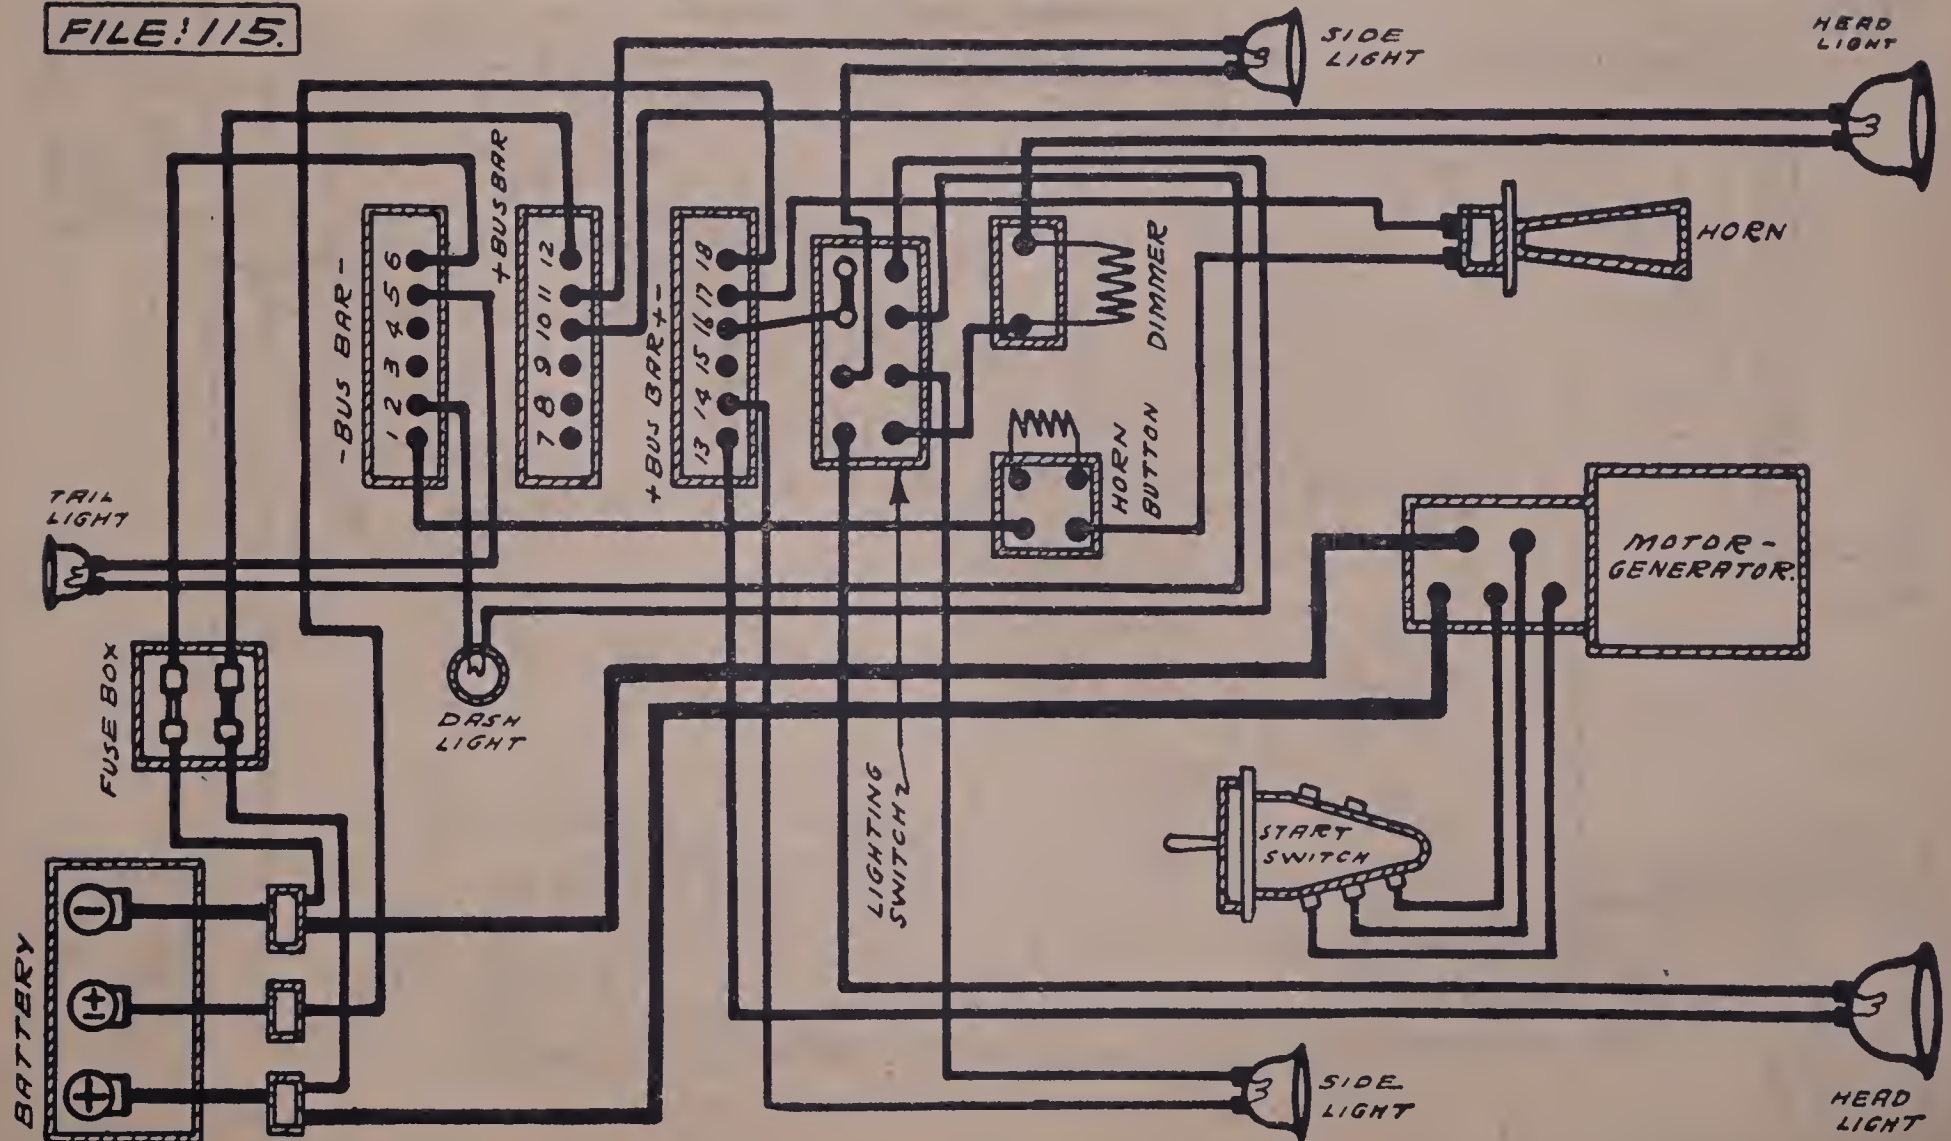 FILE: 115.
SIDE
LIGHT
HEAD
LIGHT
HORN
+BUS BAR
-BUS BAR-
+BUS BAR+-
6
5
4
3
2
1
12
11
10
9
8
7
18
17
16
15
14
13
DIMMER
HORN
BUTTON
TAIL
LIGHT
MOTOR-
GENERATOR.
FUSE BOX
DASH
LIGHT
LIGHTING
SWITCH
START
SWITCH
BATTERY
-
±
+
SIDE
LIGHT
HEAD
LIGHT